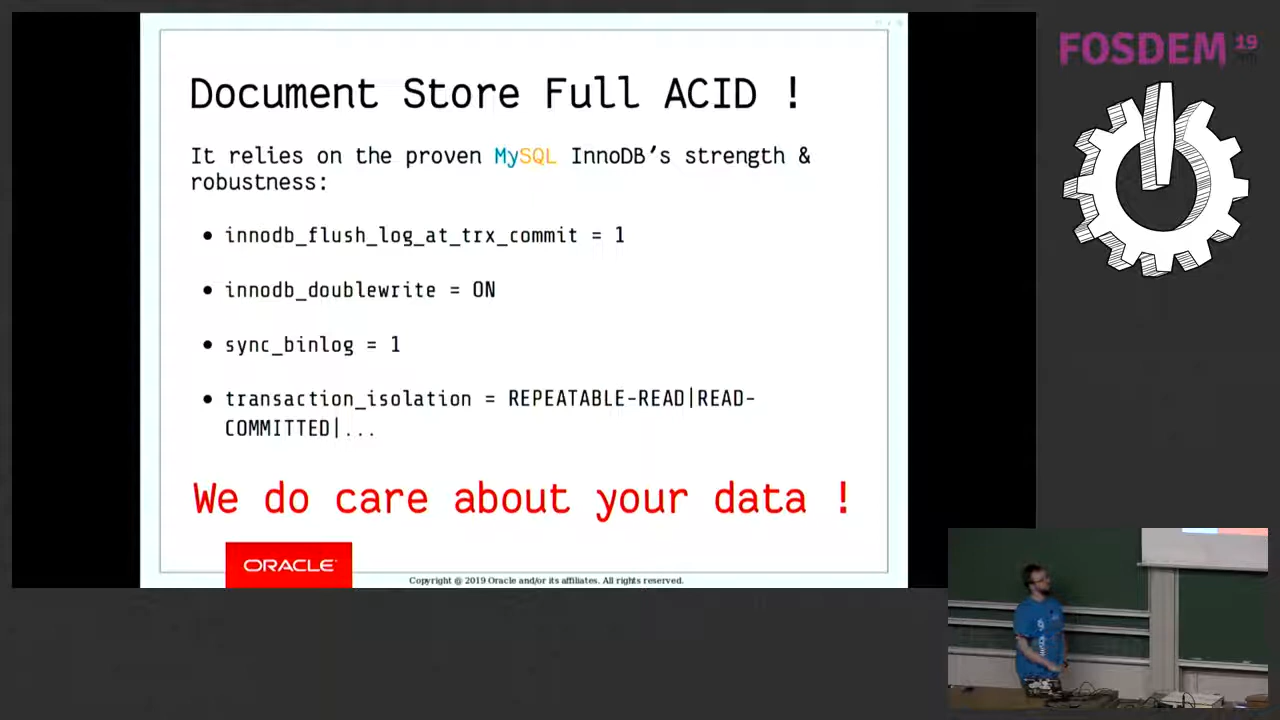 FOSDEM 19
Document Store Full ACID !
It relies on the proven MySQL InnoDB's strength &
robustness:
• innodb_flush_log_at_trx_commit = 1
• innodb_doublewrite = ON
• sync_binlog = 1
• transaction_isolation = REPEATABLE-READ|READ-
COMMITTED|...
We do care about your data !
ORACLE
Copyright @ 2019 Oracle and/or its affiliates. All rights reserved.